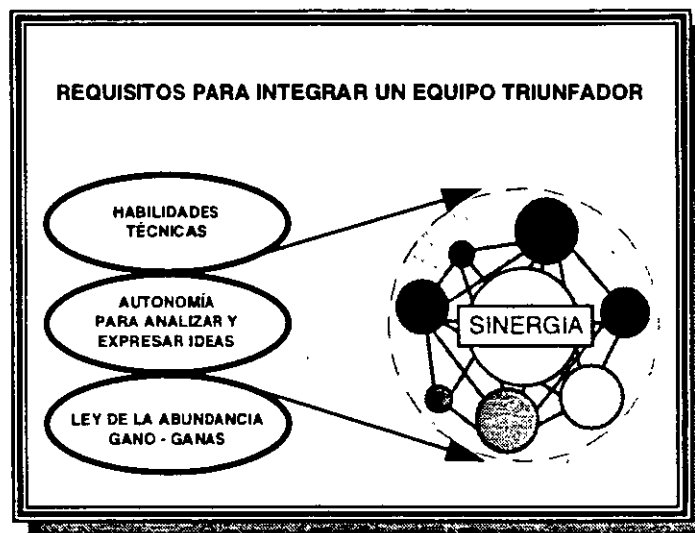 REQUISITOS PARA INTEGRAR UN EQUIPO TRIUNFADOR
HABILIDADES
TÉCNICAS
AUTONOMÍA
PARA ANALIZAR Y
EXPRESAR IDEAS
LEY DE LA ABUNDANCIA
GANO - GANAS
SINERGIA